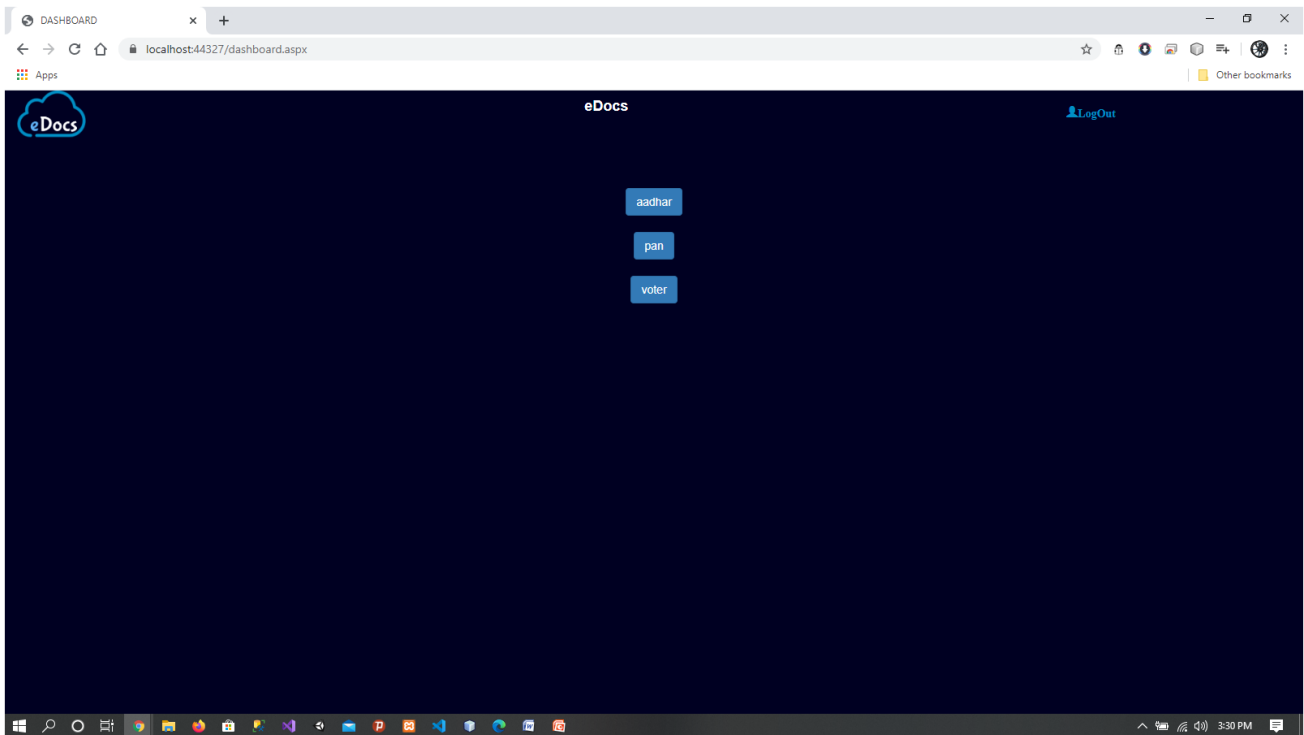 DASHBOARD
localhost:44327/dashboard.aspx
Apps
Other bookmarks
eDocs
eDocs
LogOut
aadhar
pan
voter
3:30 PM